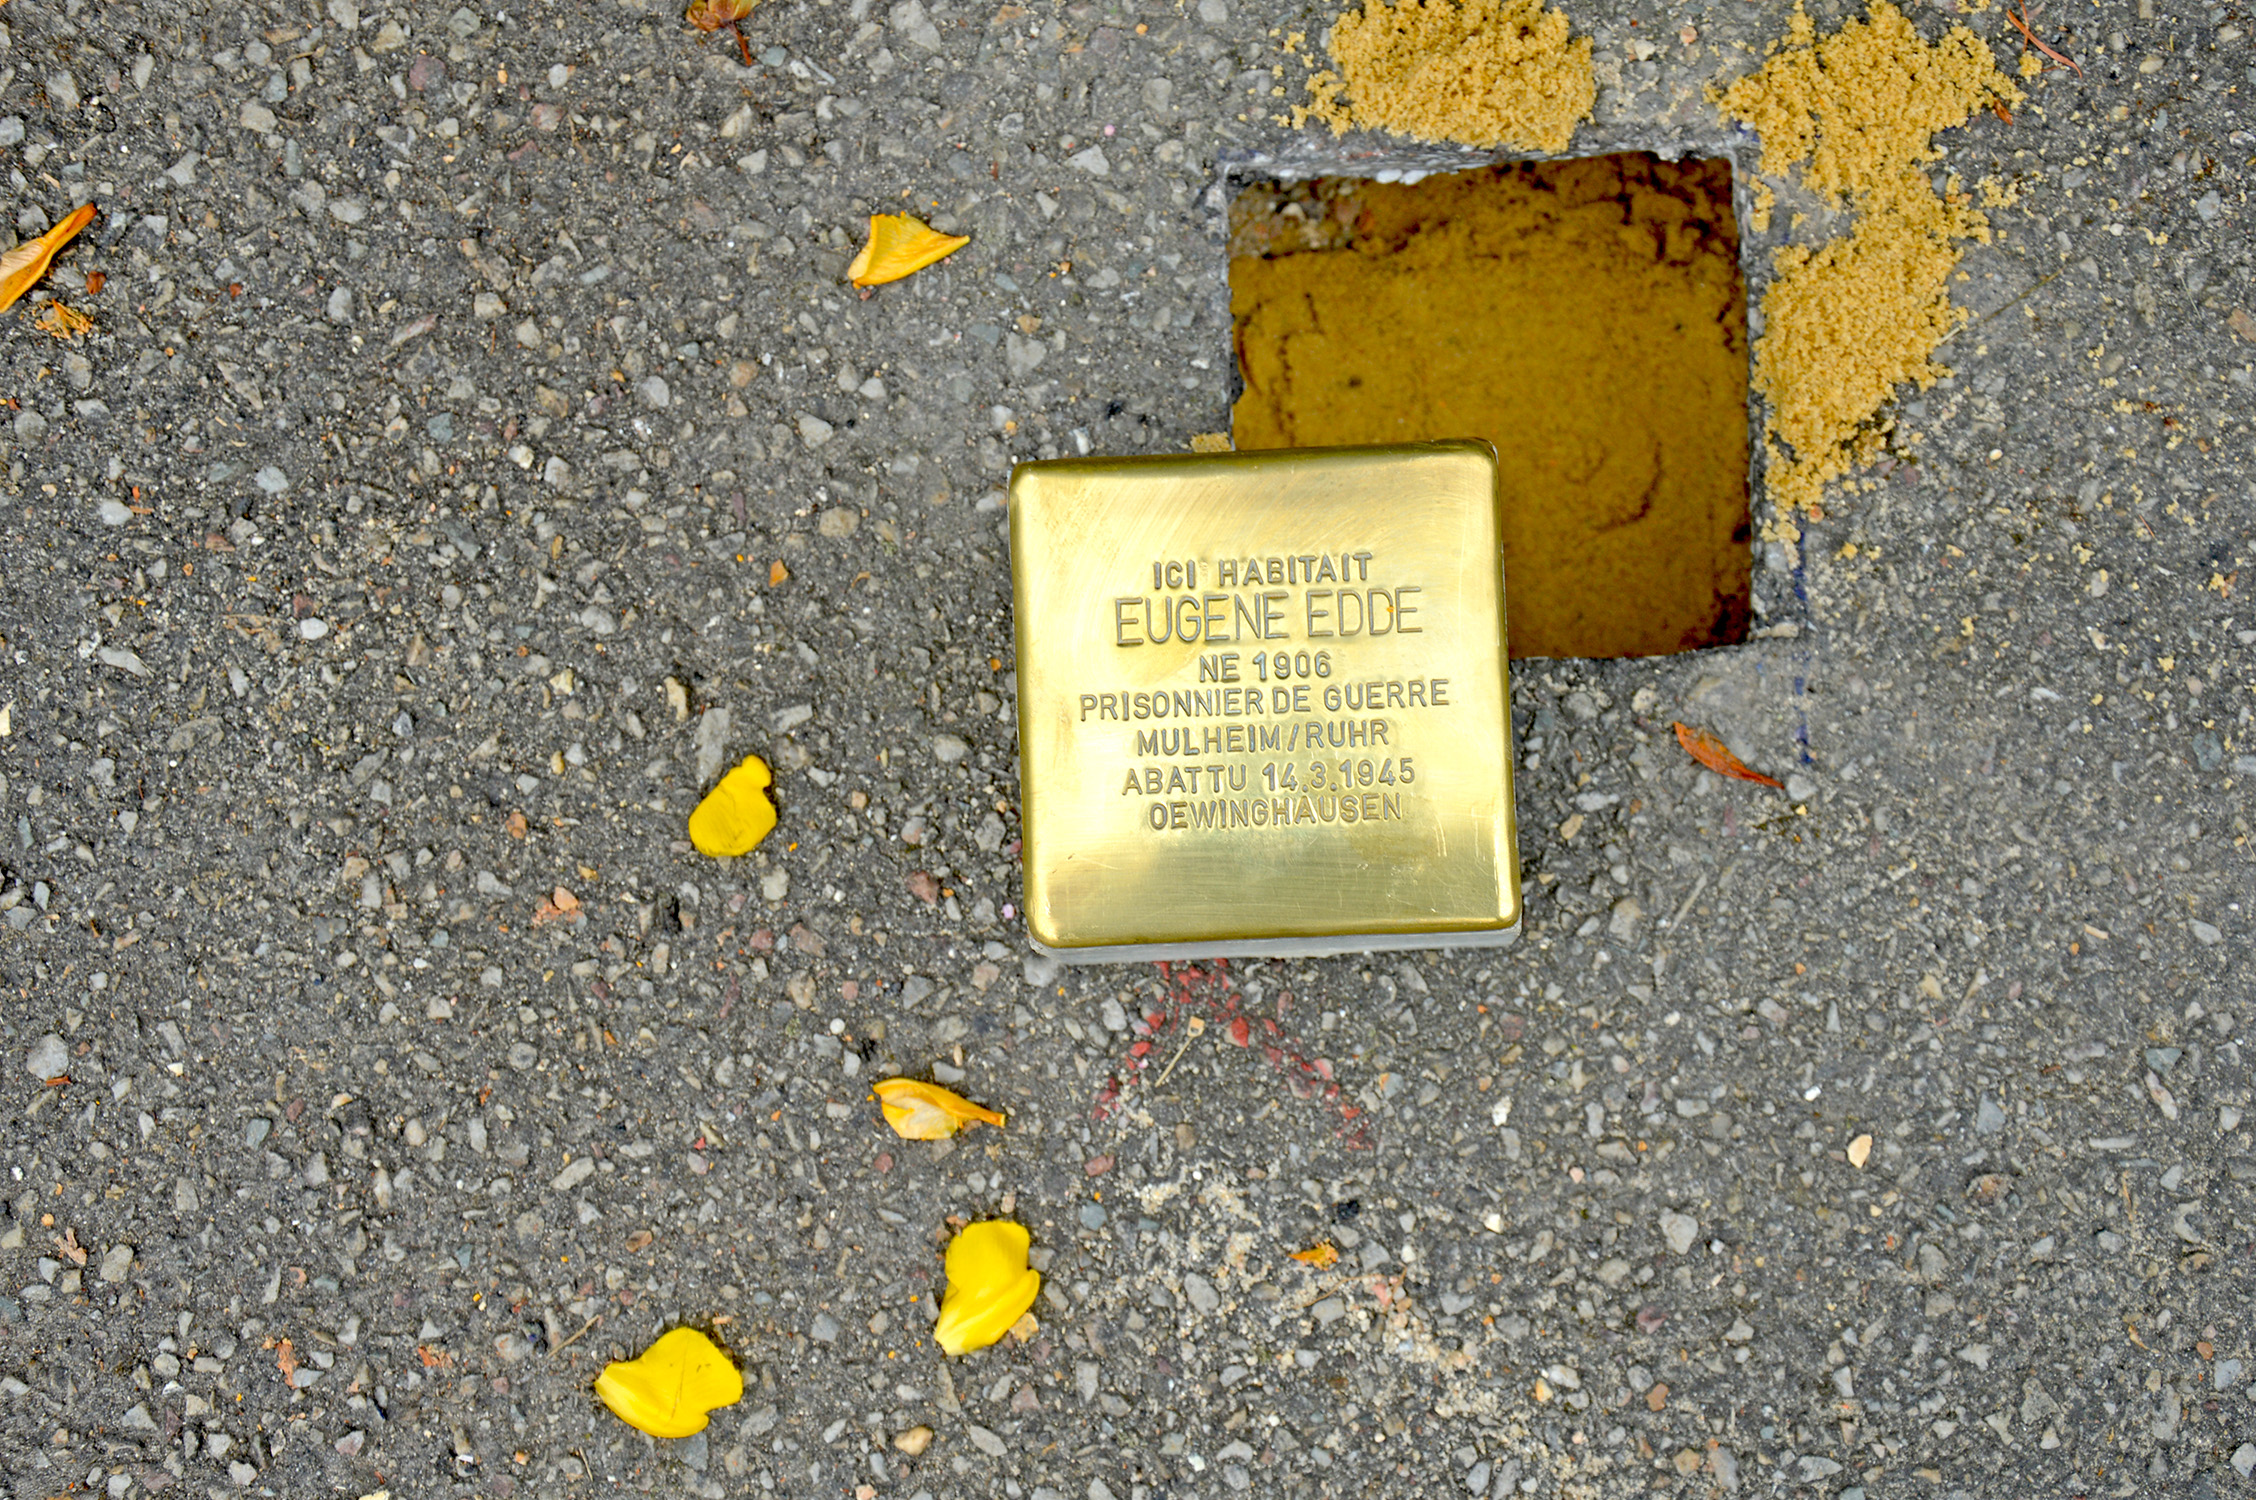 ICI HABITAIT
EUGENE EDDE
NE 1906
PRISONNIER DE GUERRE
MULHEIM/RUHR
ABATTU 14.3.1945
OEWINGHAUSEN